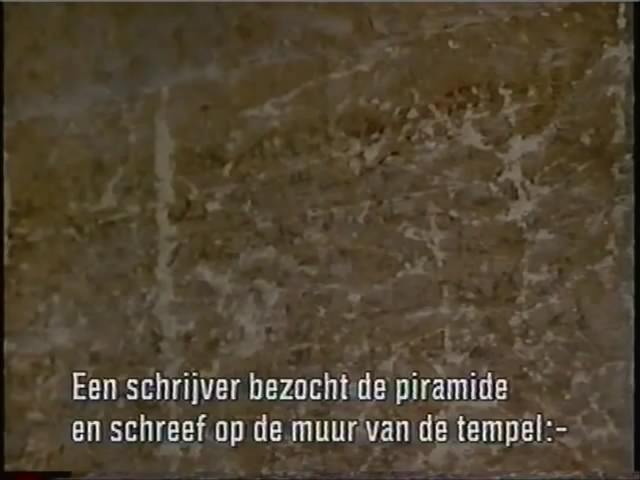 Een schrijver bezocht de piramide
en schreef op de muur van de tempel:-